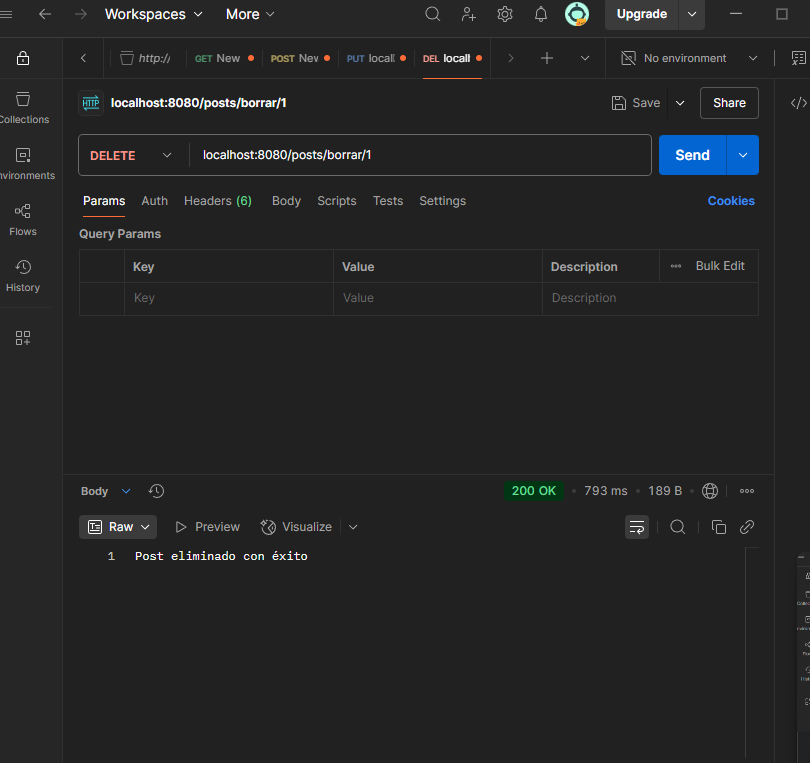 Workspaces More Upgrade
http:/ GET New POST Nev PUT locall DEL locall No environment
HTTP localhost:8080/posts/borrar/1 Save Share
DELETE localhost:8080/posts/borrar/1 Send
Params Auth Headers (6) Body Scripts Tests Settings Cookies
Query Params
Key Value Description Bulk Edit
Key Value Description
Collections
nvironments
Flows
History
Body 200 OK 793 ms 189 B
Raw Preview Visualize
1 Post eliminado con éxito